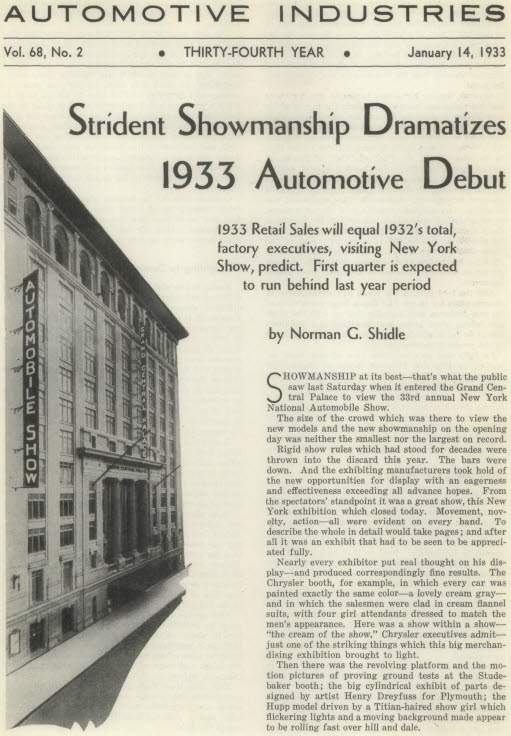 AUTOMOTIVE INDUSTRIES
Vol. 68, No. 2 • THIRTY-FOURTH YEAR • January 14, 1933
Strident Showmanship Dramatizes
1933 Automotive Debut
1933 Retail Sales will equal 1932's total,
factory executives, visiting New York
Show, predict. First quarter is expected
to run behind last year period
by Norman G. Shidle
AUTOMOBILE SHOW
GRAND CENTRAL PALACE
SHOWMANSHIP at its best—that's what the public
saw last Saturday when it entered the Grand Cen-
tral Palace to view the 33rd annual New York
National Automobile Show.
The size of the crowd which was there to view the
new models and the new showmanship on the opening
day was neither the smallest nor the largest on record.
Rigid show rules which had stood for decades were
thrown into the discard this year. The bars were
down. And the exhibiting manufacturers took hold of
the new opportunities for display with an eagerness
and effectiveness exceeding all advance hopes. From
the spectators' standpoint it was a great show, this New
York exhibition which closed today. Movement, nov-
elty, action—all were evident on every hand. To
describe the whole in detail would take pages; and after
all it was an exhibit that had to be seen to be appreci-
ated fully.
Nearly every exhibitor put real thought on his dis-
play—and produced correspondingly fine results. The
Chrysler booth, for example, in which every car was
painted exactly the same color—a lovely cream gray—
and in which the salesmen were clad in cream flannel
suits, with four girl attendants dressed to match the
men's appearance. Here was a show within a show—
"the cream of the show," Chrysler executives admit—
just one of the striking things which this big merchan-
dising exhibition brought to light.
Then there was the revolving platform and the mo-
tion pictures of proving ground tests at the Stude-
baker booth; the big cylindrical exhibit of parts de-
signed by artist Henry Dreyfuss for Plymouth; the
Hupp model driven by a Titian-haired show girl which
flickering lights and a moving background made appear
to be rolling fast over hill and dale.